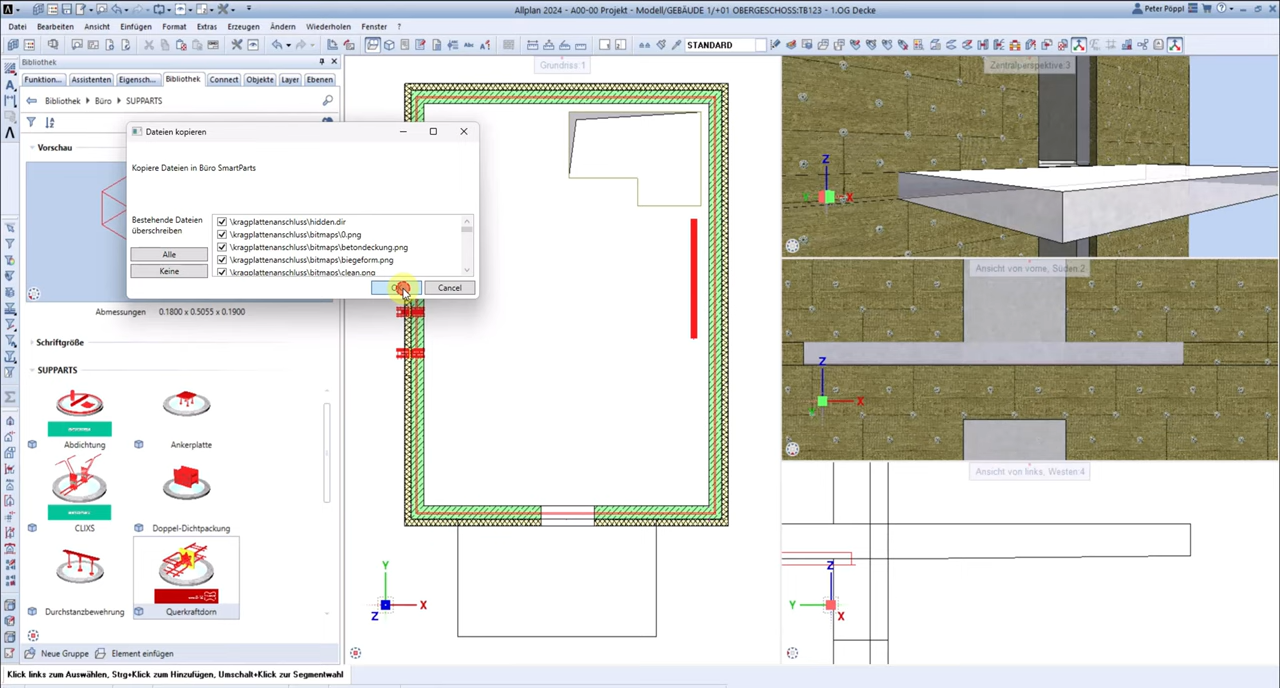 Allplan 2024 - A00-00 Projekt - Modell/GEBÄUDE 1/+01 OBERGESCHOSS:TB123 - 1.OG Decke
Peter Pöppl
Datei Bearbeiten Ansicht Einfügen Format Extras Erzeugen Ändern Wiederholen Fenster ?
STANDARD
Bibliothek
Funktion... Assistenten Eigensch... Bibliothek Connect Objekte Layer Ebenen
Bibliothek Büro SUPPARTS
Vorschau
Dateien kopieren
Kopiere Dateien in Büro SmartParts
Bestehende Dateien
überschreiben
Alle
Keine
\kragplattenanschluss\hidden.dir
\kragplattenanschluss\bitmaps\0.png
\kragplattenanschluss\bitmaps\betondeckung.png
\kragplattenanschluss\bitmaps\biegeform.png
\kragplattenanschluss\bitmaps\clean.png
Cancel
Abmessungen 0.1800 x 0.5055 x 0.1900
Schriftgröße
SUPPARTS
Abdichtung
Ankerplatte
CLIXS
Doppel-Dichtpackung
Durchstanzbewehrung
Querkraftdorn
Neue Gruppe
Element einfügen
Klick links zum Auswählen, Strg+Klick zum Hinzufügen, Umschalt+Klick zur Segmentwahl
Grundriss:1
Y
X
Z
Zentralperspektive:3
Z
X
Ansicht von vorne, Süden:2
Z
X
Ansicht von links, Westen:4
Z
Y
X